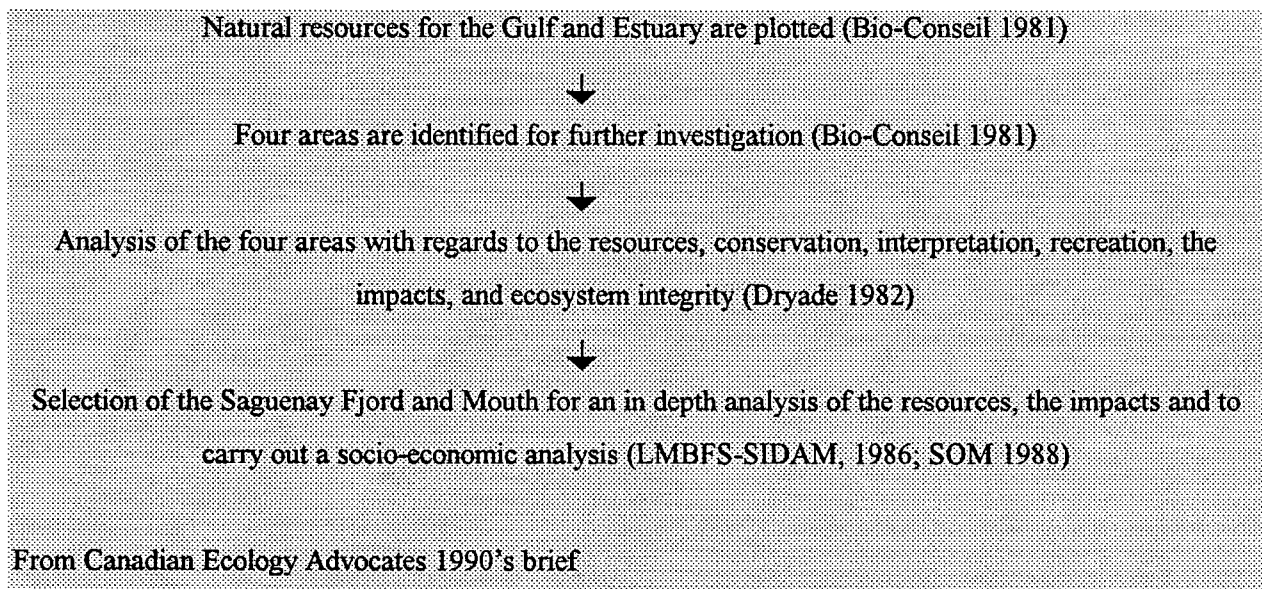 Natural resources for the Gulf and Estuary are plotted (Bio-Conseil 1981)
Four areas are identified for further investigation (Bio-Conseil 1981)
Analysis of the four areas with regards to the resources, conservation, interpretation, recreation, the
impacts, and ecosystem integrity (Dryade 1982)
Selection of the Saguenay Fjord and Mouth for an in depth analysis of the resources, the impacts and to
carry out a socio-economic analysis (LMBFS-SIDAM, 1986; SOM 1988)
From Canadian Ecology Advocates 1990's brief